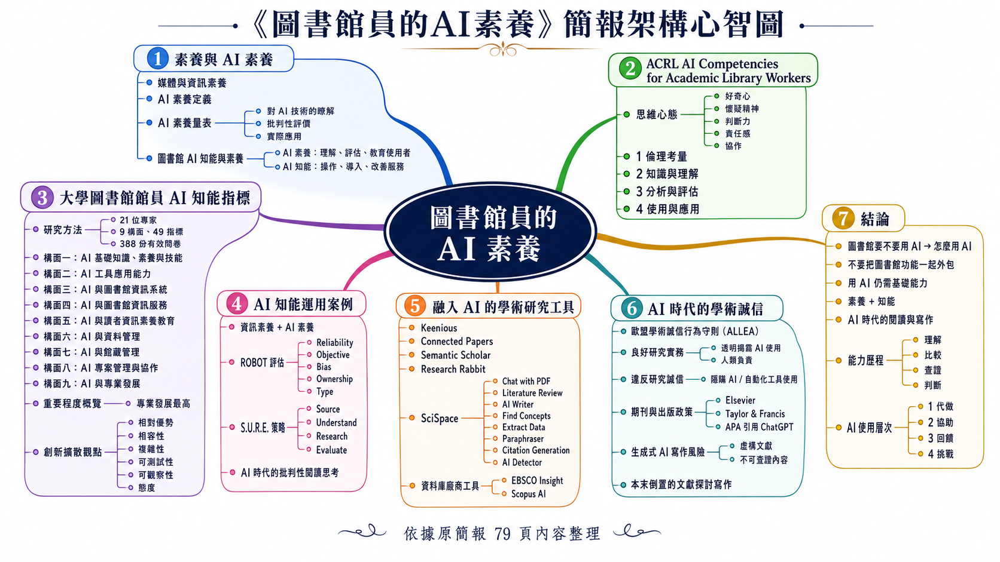 《圖書館員的AI素養》簡報架構心智圖
1 素養與 AI 素養
媒體與資訊素養
AI 素養定義
AI 素養量表
對 AI 技術的瞭解
批判性評價
實際應用
圖書館 AI 知能與素養
AI 素養：理解、評估、教育使用者
AI 知能：操作、導入、改善服務
2 ACRL AI Competencies
for Academic Library Workers
思維心態
好奇心
懷疑精神
判斷力
責任感
協作
1 倫理考量
2 知識與理解
3 分析與評估
4 使用與應用
3 大學圖書館館員 AI 知能指標
研究方法
21 位專家
9 構面、49 指標
388 份有效問卷
構面一：AI 基礎知識、素養與技能
構面二：AI 工具應用能力
構面三：AI 與圖書館資訊系統
構面四：AI 與圖書館資訊服務
構面五：AI 與讀者資訊素養教育
構面六：AI 與資料管理
構面七：AI 與館藏管理
構面八：AI 專案管理與協作
構面九：AI 與專業發展
重要程度概覽
專業發展最高
創新擴散觀點
相對優勢
相容性
複雜性
可測試性
可觀察性
態度
圖書館員的
AI 素養
4 AI 知能運用案例
資訊素養 + AI 素養
ROBOT 評估
Reliability
Objective
Bias
Ownership
Type
S.U.R.E. 策略
Source
Understand
Research
Evaluate
AI 時代的批判性閱讀思考
5 融入 AI 的學術研究工具
Keenious
Connected Papers
Semantic Scholar
Research Rabbit
SciSpace
Chat with PDF
Literature Review
AI Writer
Find Concepts
Extract Data
Paraphraser
Citation Generation
AI Detector
資料庫廠商工具
EBSCO Insight
Scopus AI
6 AI 時代的學術誠信
歐盟學術誠信行為守則（ALLEA）
良好研究實務
透明揭露 AI 使用
人類負責
違反研究誠信
隱瞞 AI / 自動化工具使用
期刊與出版政策
Elsevier
Taylor & Francis
APA 引用 ChatGPT
生成式 AI 寫作風險
虛構文獻
不可查證內容
本末倒置的文獻探討寫作
7 結論
圖書館要不要用 AI → 怎麼用 AI
不要把圖書館功能一起外包
用 AI 仍需基礎能力
素養 + 知能
AI 時代的閱讀與寫作
能力歷程
理解
比較
查證
判斷
AI 使用層次
1 代做
2 協助
3 回饋
4 挑戰
依據原簡報 79 頁內容整理